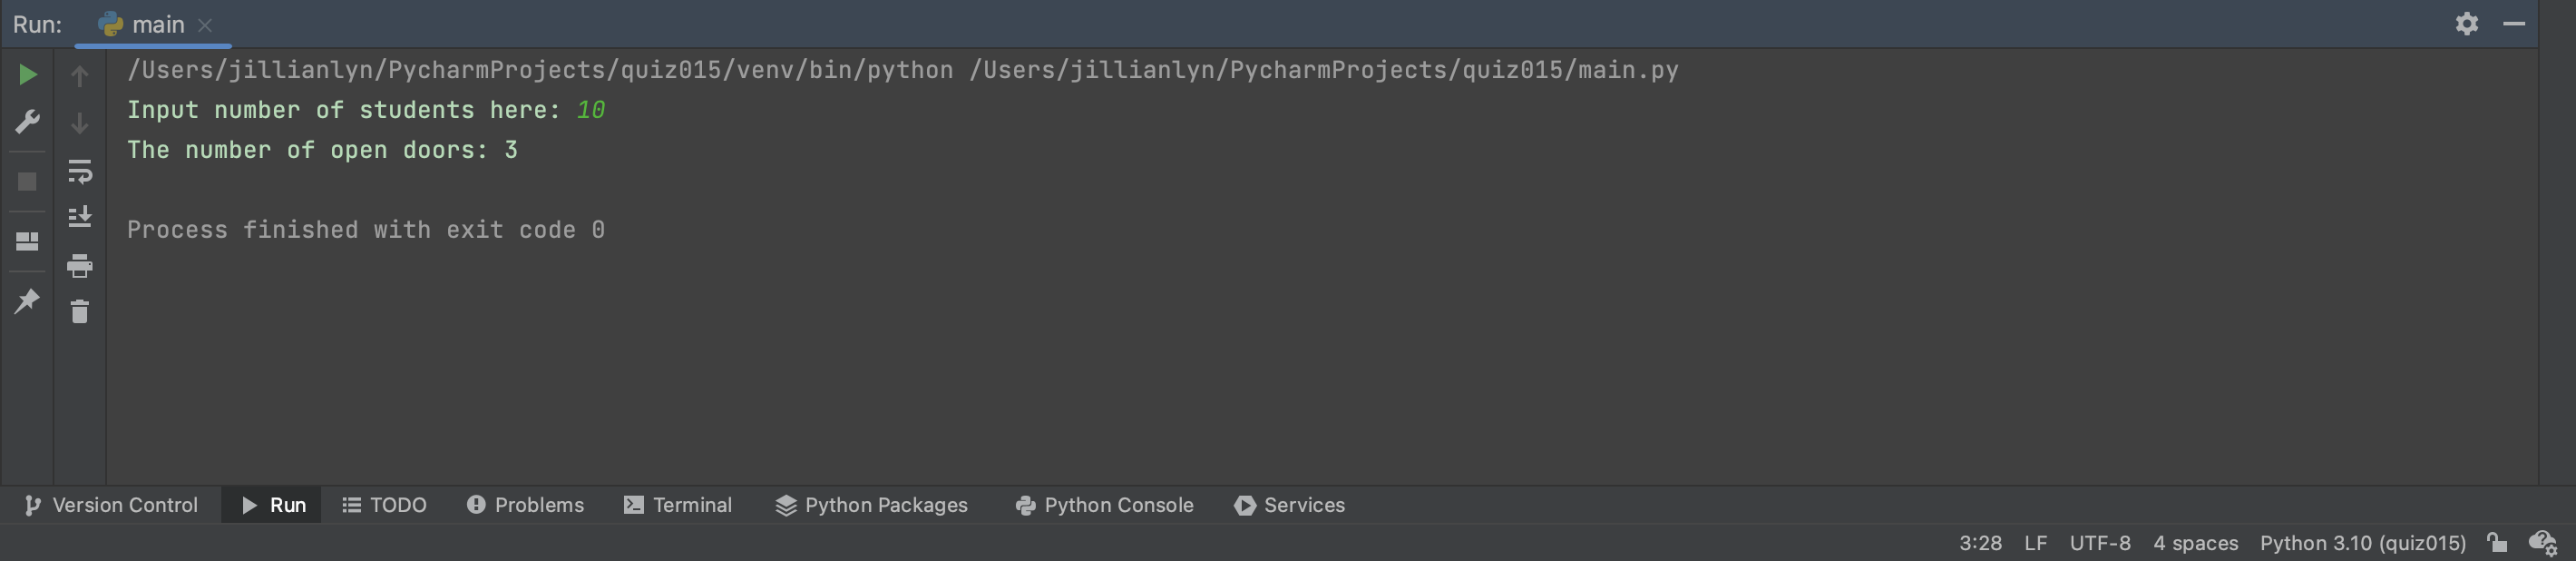 Run: main
/Users/jillianlyn/PycharmProjects/quiz015/venv/bin/python /Users/jillianlyn/PycharmProjects/quiz015/main.py
Input number of students here: 10
The number of open doors: 3
Process finished with exit code 0
Version Control Run TODO Problems Terminal Python Packages Python Console Services
3:28 LF UTF-8 4 spaces Python 3.10 (quiz015)